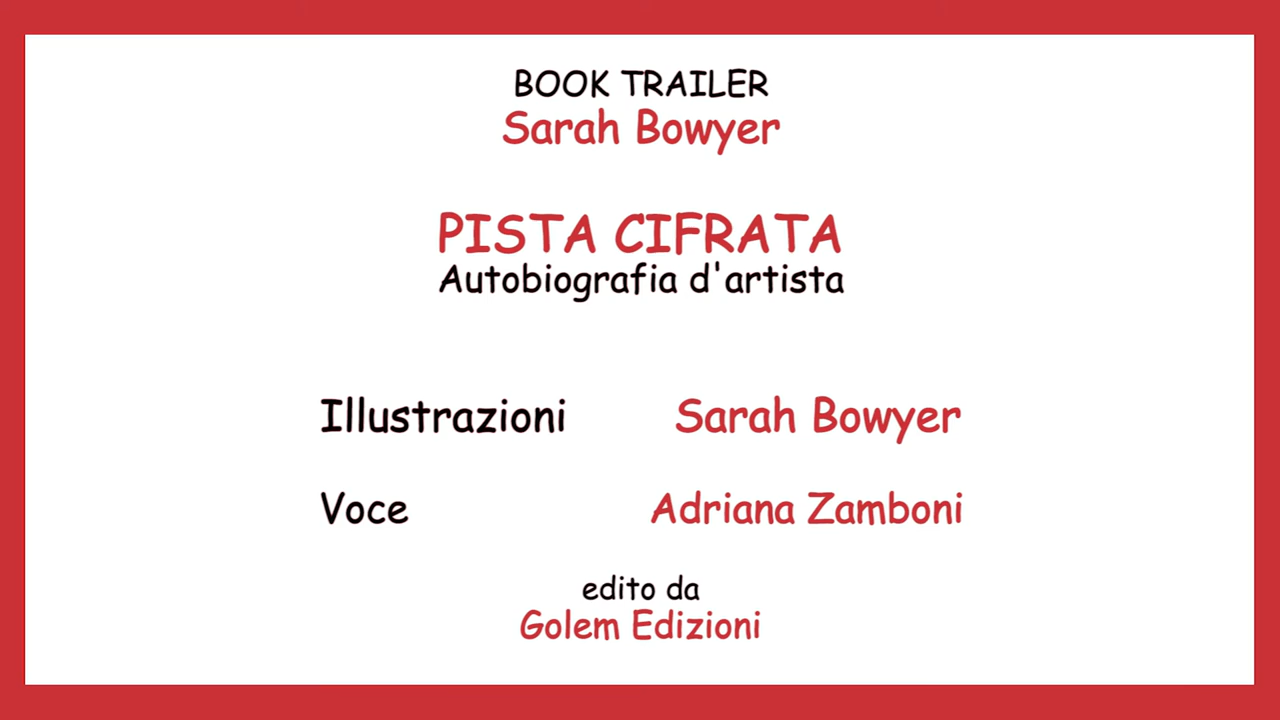 BOOK TRAILER
Sarah Bowyer
PISTA CIFRATA
Autobiografia d'artista
Illustrazioni Sarah Bowyer
Voce Adriana Zamboni
edito da
Golem Edizioni